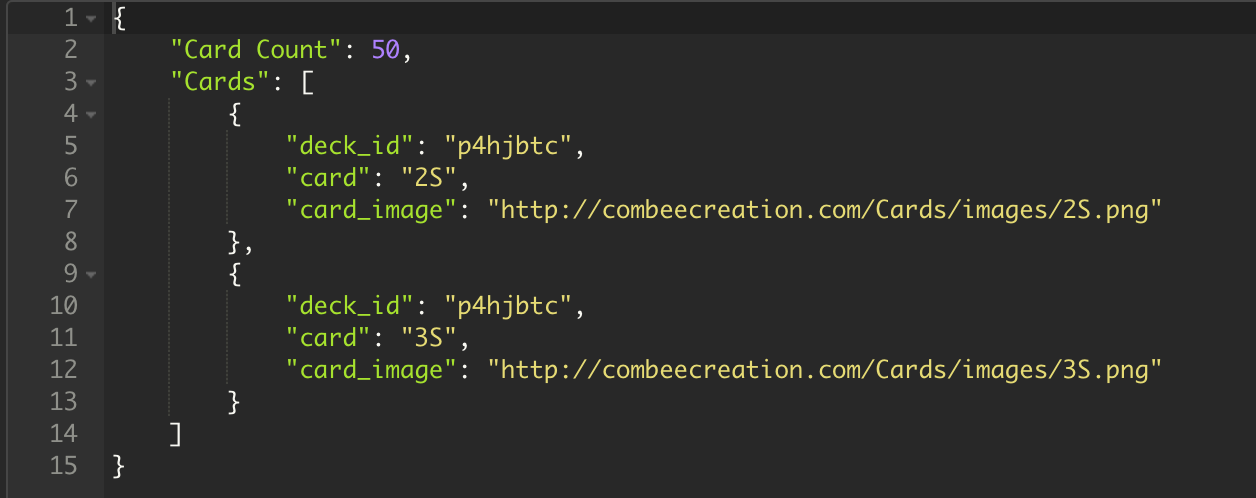 1 {
2     "Card Count": 50,
3     "Cards": [
4         {
5             "deck_id": "p4hjbtc",
6             "card": "2S",
7             "card_image": "http://combeecreation.com/Cards/images/2S.png"
8         },
9         {
10             "deck_id": "p4hjbtc",
11             "card": "3S",
12             "card_image": "http://combeecreation.com/Cards/images/3S.png"
13         }
14     ]
15 }